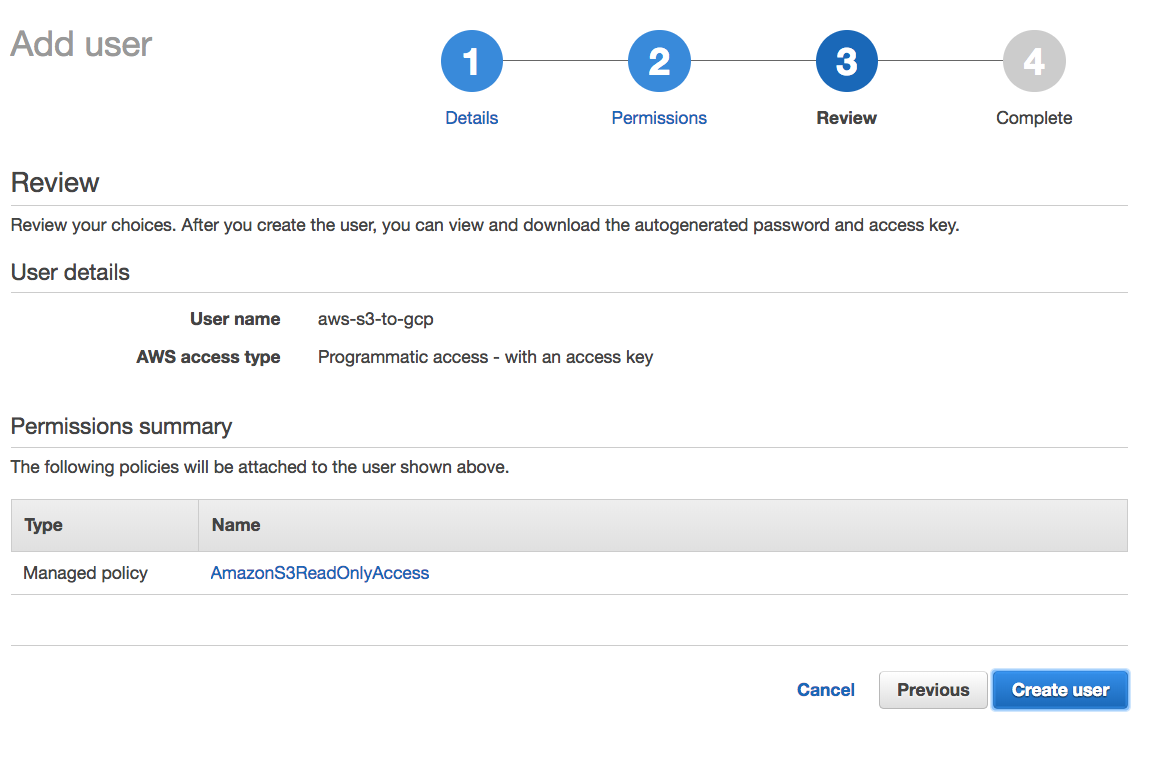 Add user
1 2 3 4
Details Permissions Review Complete
Review
Review your choices. After you create the user, you can view and download the autogenerated password and access key.
User details
User name aws-s3-to-gcp
AWS access type Programmatic access - with an access key
Permissions summary
The following policies will be attached to the user shown above.
Type Name
Managed policy AmazonS3ReadOnlyAccess
Cancel Previous Create user